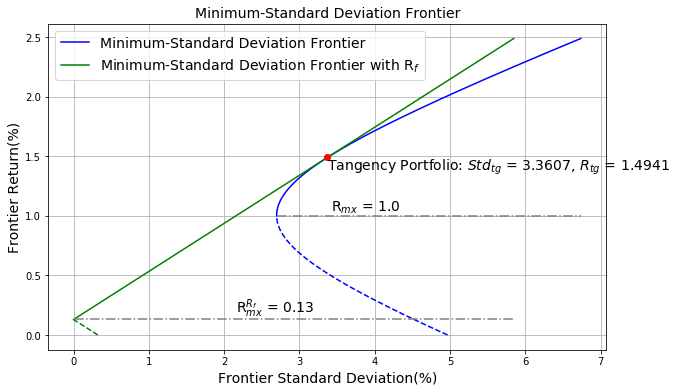 Minimum-Standard Deviation Frontier
Minimum-Standard Deviation Frontier
Minimum-Standard Deviation Frontier with R_f
Tangency Portfolio: Std_tg = 3.3607, R_tg = 1.4941
R_mx = 1.0
R_mx^{R_f} = 0.13
Frontier Return(%)
2.5
2.0
1.5
1.0
0.5
0.0
0 1 2 3 4 5 6 7
Frontier Standard Deviation(%)